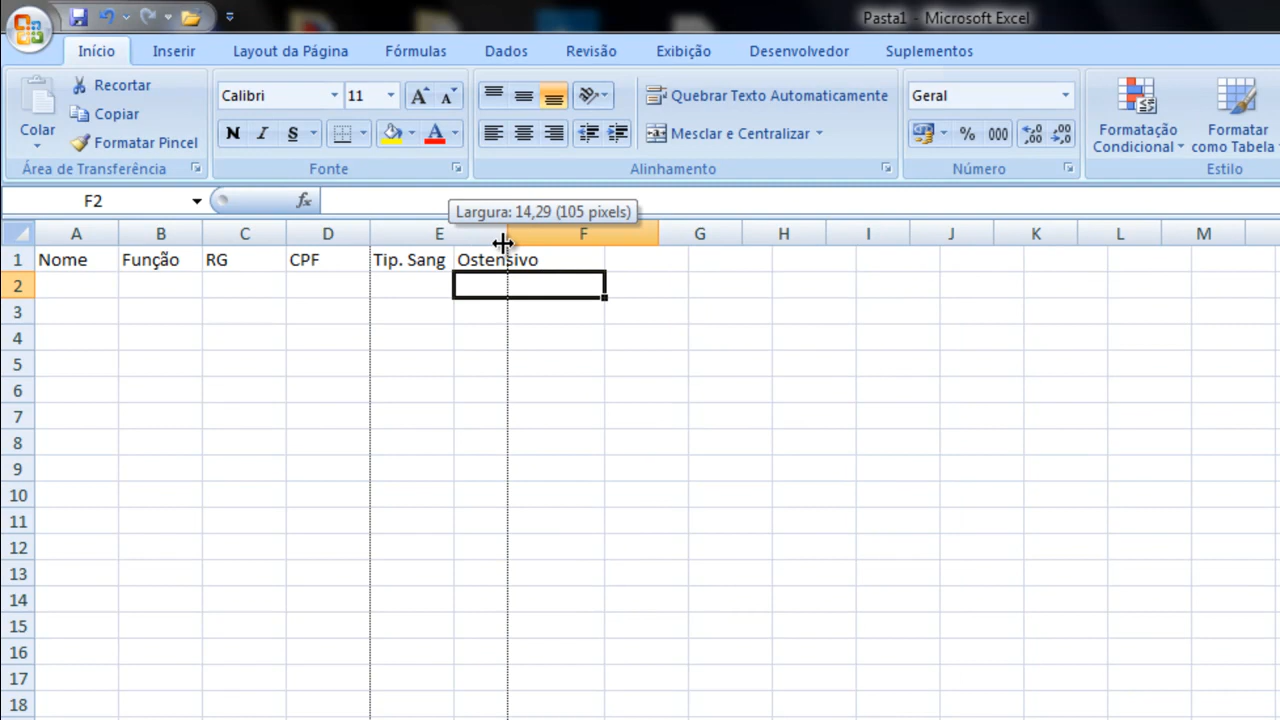 Pasta1 - Microsoft Excel
Início Inserir Layout da Página Fórmulas Dados Revisão Exibição Desenvolvedor Suplementos
Colar
Recortar
Copiar
Formatar Pincel
Área de Transferência
Calibri 11
N I S A
Fonte
Quebrar Texto Automaticamente
Mesclar e Centralizar
Alinhamento
Geral
% 000 ,00 ,00
Número
Formatação Condicional
Formatar como Tabela
Estilo
F2 fx
Largura: 14,29 (105 pixels)
A B C D E F G H I J K L M
1 Nome Função RG CPF Tip. Sang Ostensivo
2
3
4
5
6
7
8
9
10
11
12
13
14
15
16
17
18